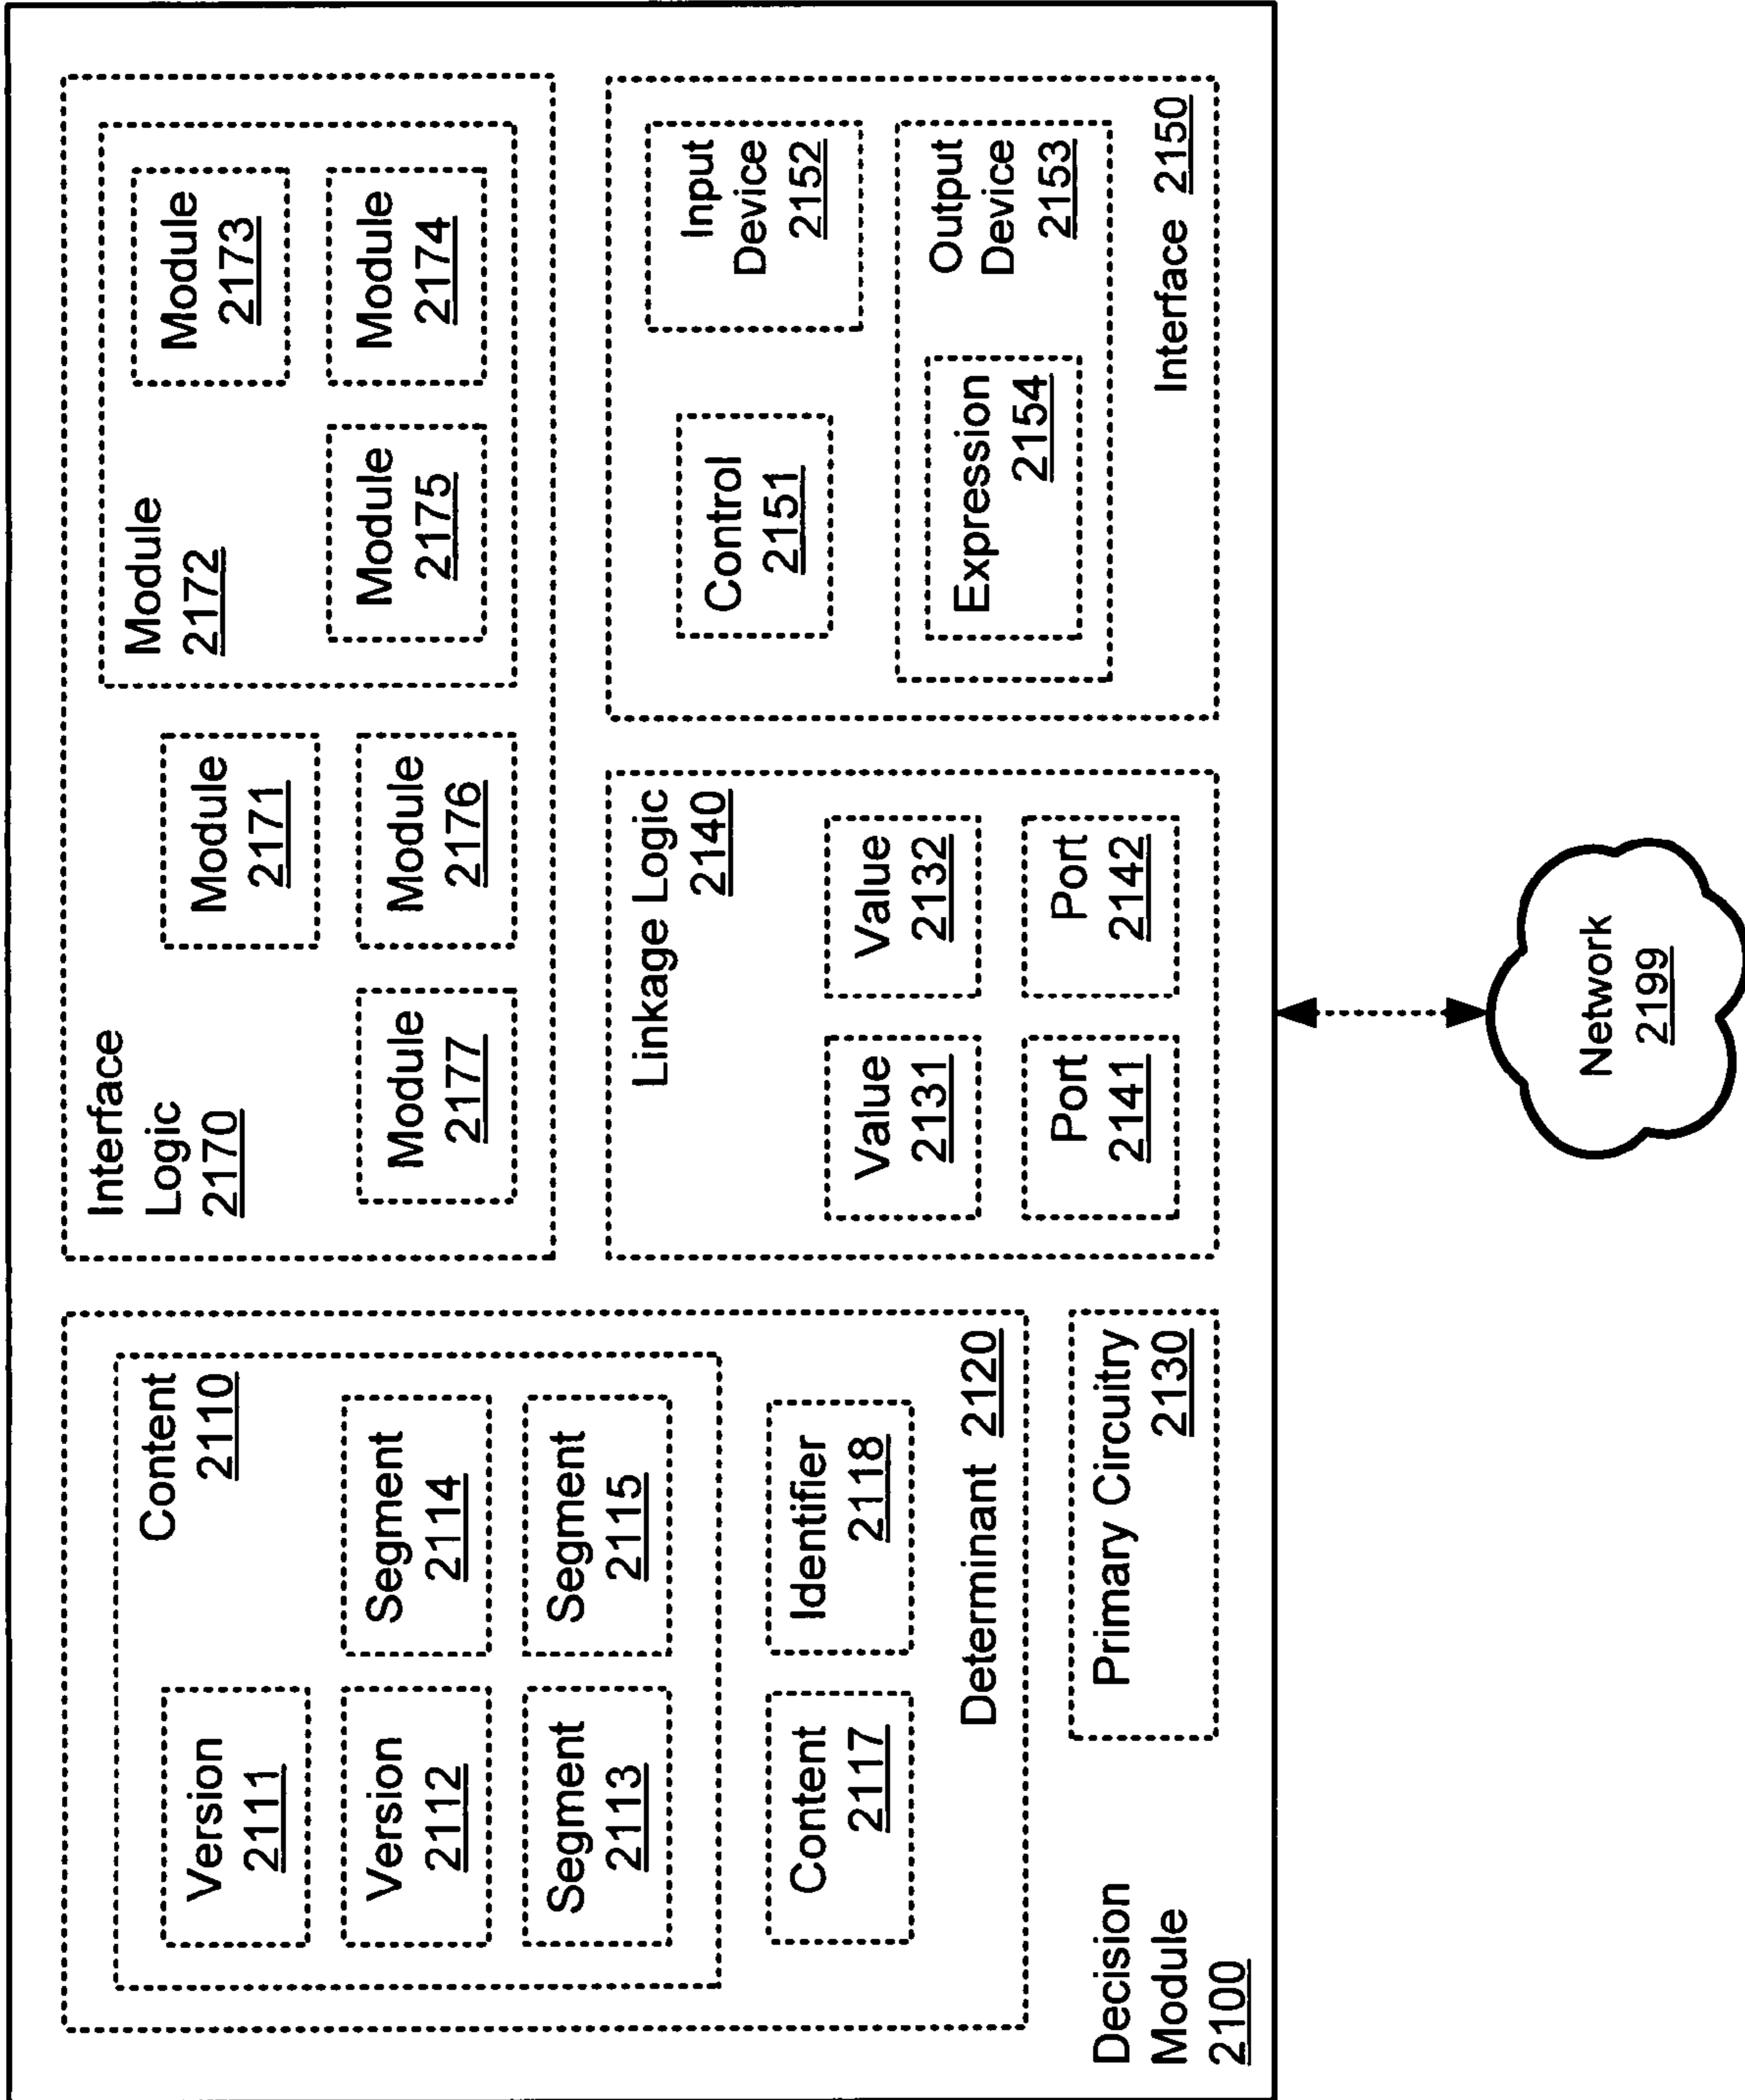 Content
2110
Version
2111
Version
2112
Segment
2114
Segment
2113
Segment
2115
Content
2117
Identifier
2118
Determinant 2120
Primary Circuitry
2130
Decision
Module
2100
Interface
Logic
2170
Module
2171
Module
2177
Module
2176
Module
2172
Module
2173
Module
2175
Module
2174
Linkage Logic
2140
Value
2131
Value
2132
Port
2141
Port
2142
Control
2151
Input
Device
2152
Expression
2154
Output
Device
2153
Interface 2150
Network
2199